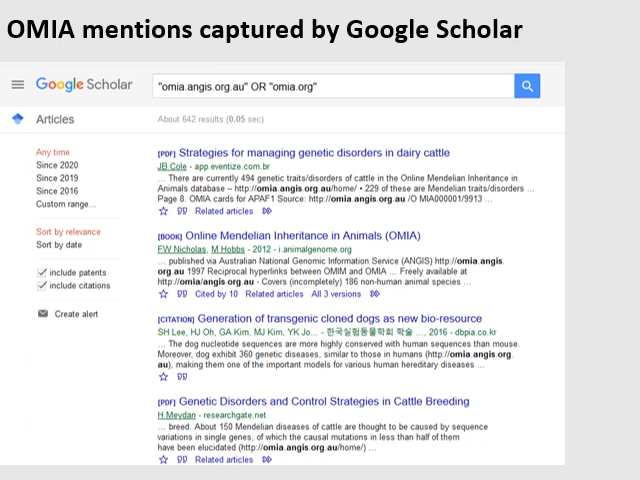 OMIA mentions captured by Google Scholar
Google Scholar
"omia.angis.org.au" OR "omia.org"
Articles
About 642 results (0.05 sec)
Any time
Since 2020
Since 2019
Since 2016
Custom range...
Sort by relevance
Sort by date
include patents
include citations
Create alert
[PDF] Strategies for managing genetic disorders in dairy cattle
JB Cole - app.eventize.com.br
... There are currently 494 genetic traits/disorders of cattle in the Online Mendelian Inheritance in
Animals database – http://omia.angis.org.au/home/ • 229 of these are Mendelian traits/disorders ...
Page 8. OMIA cards for APAF1 Source: http://omia.angis.org.au /O MIA000001/9913 ...
Related articles
[BOOK] Online Mendelian Inheritance in Animals (OMIA)
FW Nicholas, M Hobbs - 2012 - i.animalgenome.org
... published via Australian National Genomic Information Service (ANGIS) http://omia.angis.
org.au 1997 Reciprocal hyperlinks between OMIM and OMIA ... Freely available at
http://omia/angis.org.au - Covers (incompletely) 186 non-human animal species ...
Cited by 10 Related articles All 3 versions
[CITATION] Generation of transgenic cloned dogs as new bio-resource
SH Lee, HJ Oh, GA Kim, MJ Kim, YK Jo... - 한국실험동물학회 학술 ..., 2016 - dbpia.co.kr
... The dog nucleotide sequences are more highly conserved with human sequences than mouse.
Moreover, dog exhibit 360 genetic diseases, similar to those in humans (http://omia.angis.org.
au), making them one of the important models for various human hereditary diseases ...
[PDF] Genetic Disorders and Control Strategies in Cattle Breeding
H Meydan - researchgate.net
... breed. About 150 Mendelian diseases of cattle are thought to be caused by sequence
variations in single genes, of which the causal mutations in less than half of them
have been elucidated (http://omia.angis.org.au/home/) ...
Related articles